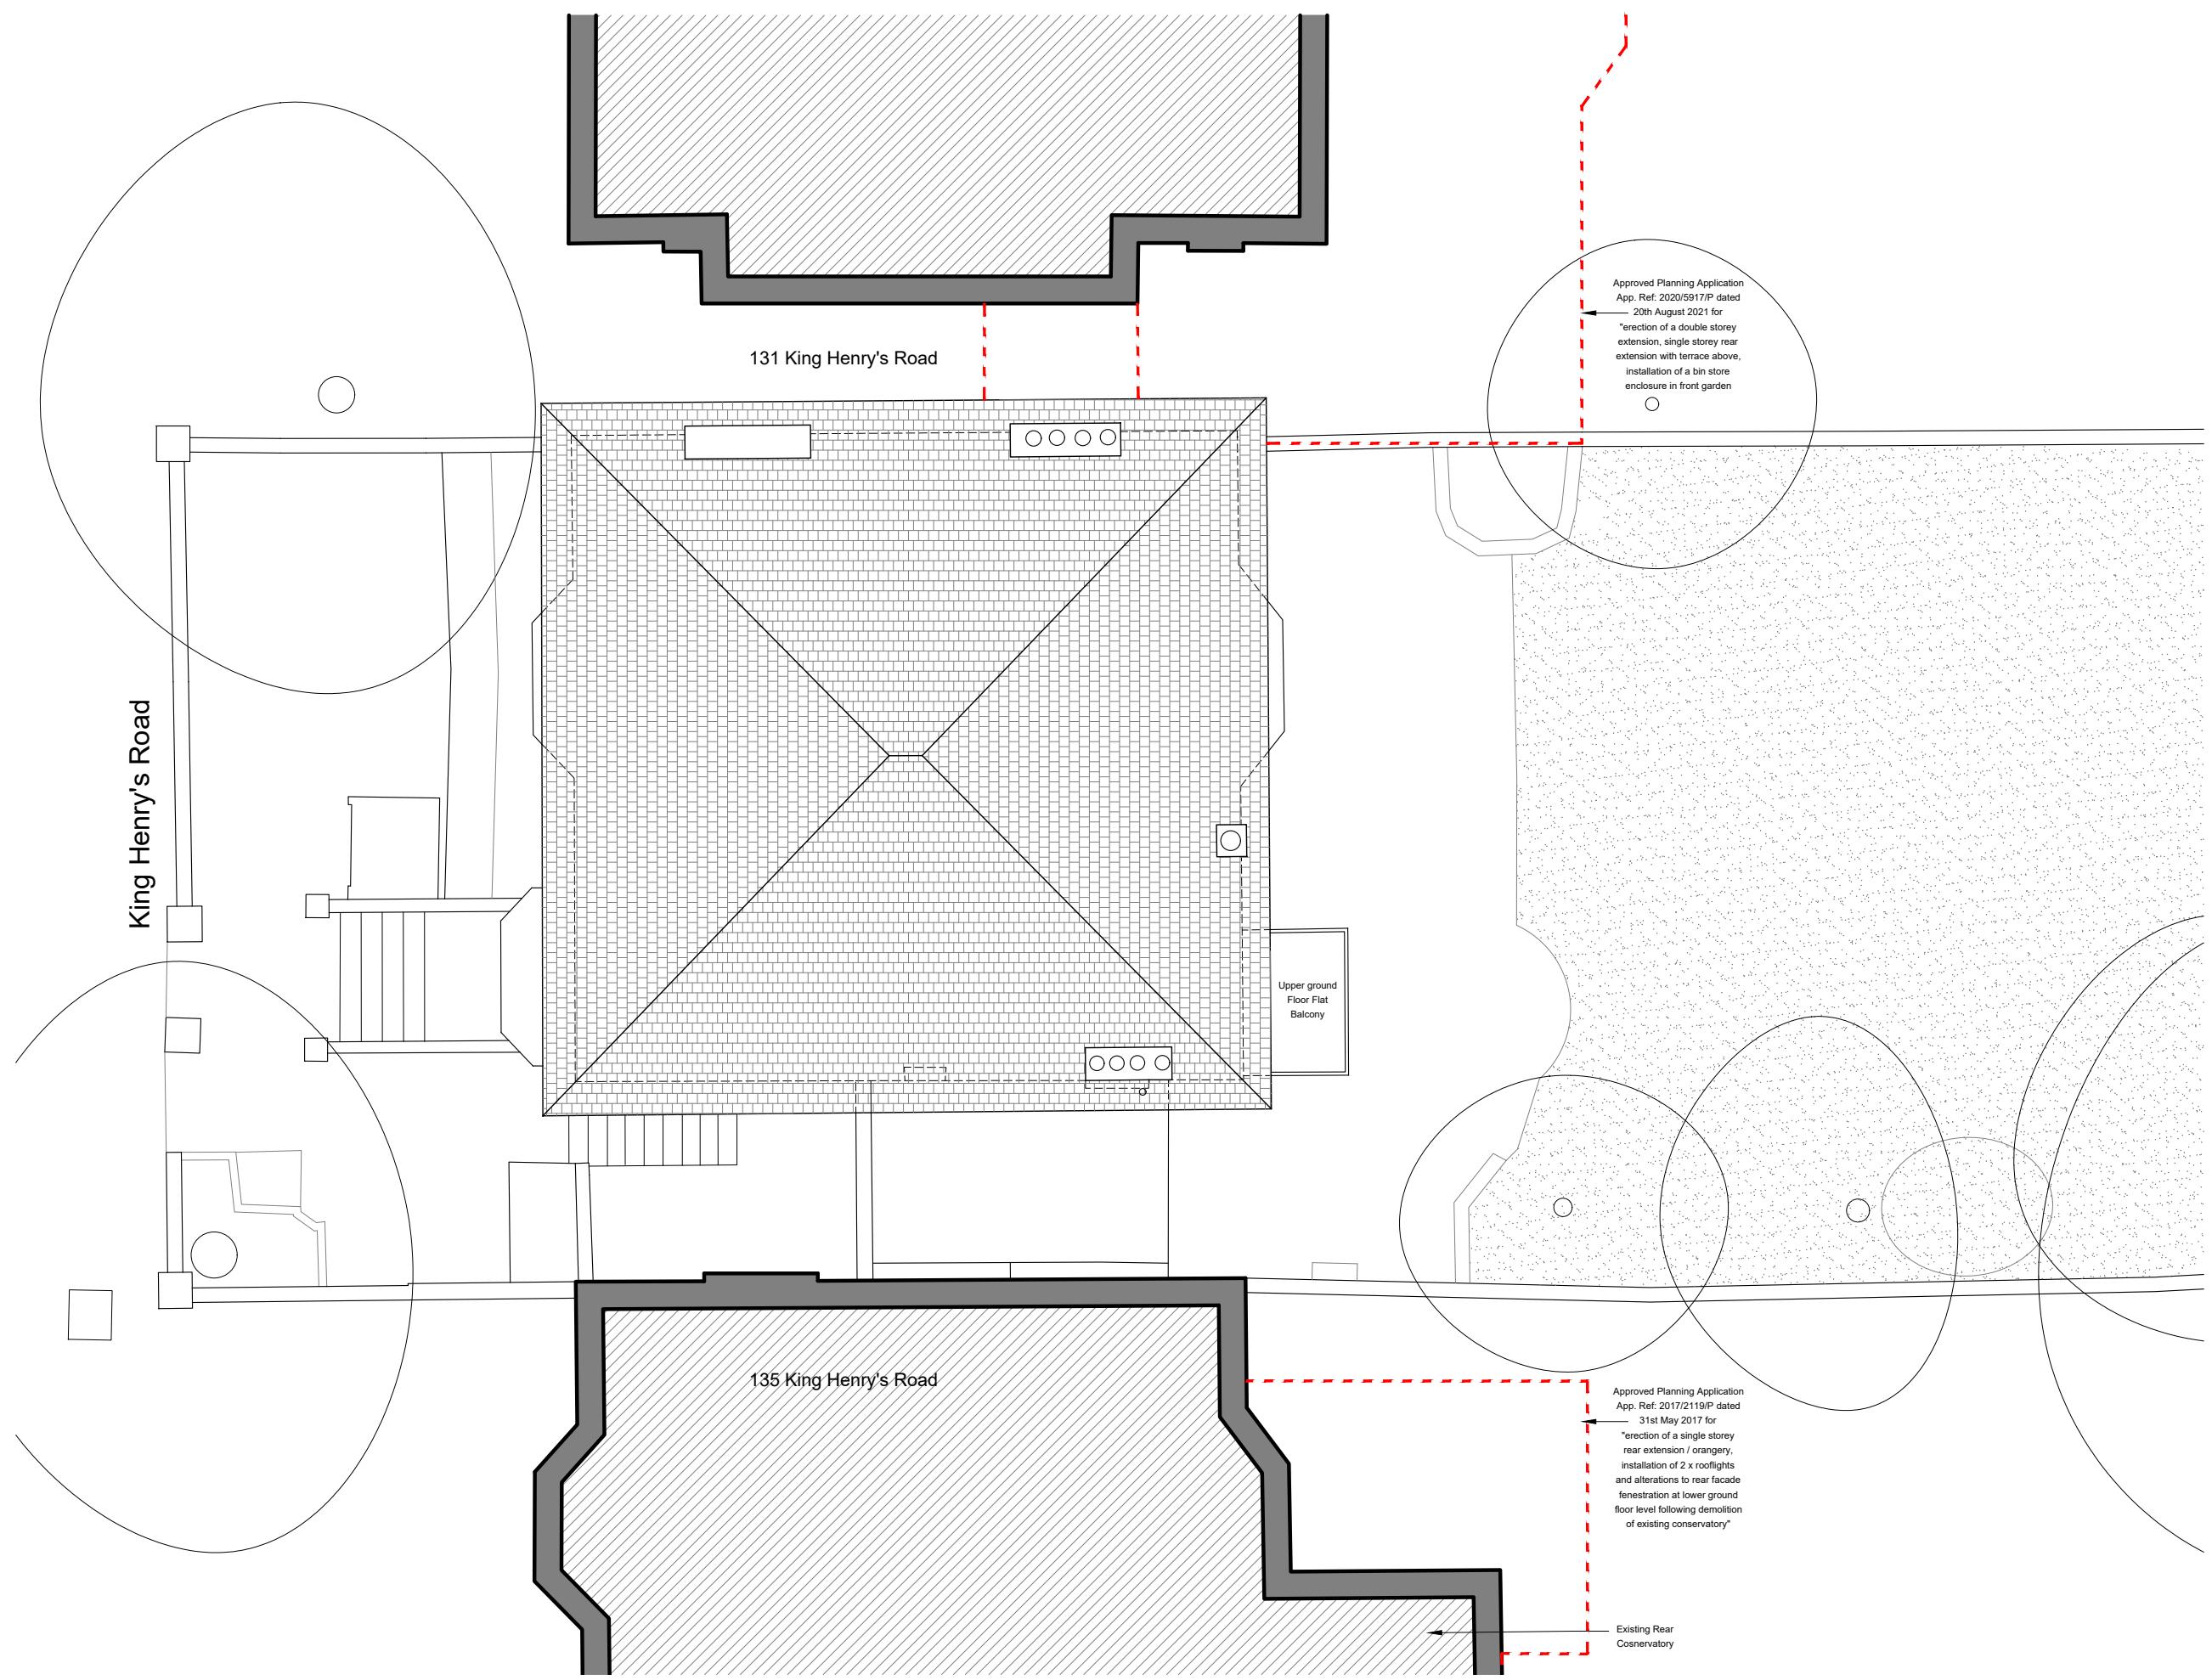 Approved Planning Application
App. Ref: 2020/5917/P dated
20th August 2021 for
"erection of a double storey
extension, single storey rear
extension with terrace above,
installation of a bin store
enclosure in front garden
131 King Henry's Road
King Henry's Road
Upper ground
Floor Flat
Balcony
135 King Henry's Road
Approved Planning Application
App. Ref: 2017/2119/P dated
31st May 2017 for
"erection of a single storey
rear extension / orangery,
installation of 2 x rooflights
and alterations to rear facade
fenestration at lower ground
floor level following demolition
of existing conservatory"
Existing Rear
Cosnervatory